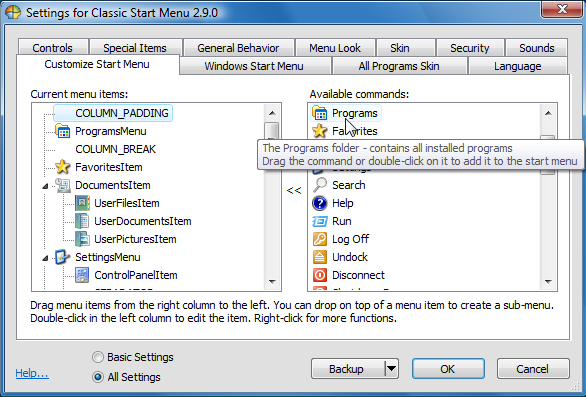 Settings for Classic Start Menu 2.9.0
Controls
Special Items
General Behavior
Menu Look
Skin
Security
Sounds
Customize Start Menu
Windows Start Menu
All Programs Skin
Language
Current menu items:
COLUMN_PADDING
ProgramsMenu
COLUMN_BREAK
FavoritesItem
DocumentsItem
UserFilesItem
UserDocumentsItem
UserPicturesItem
SettingsMenu
ControlPanelItem
<<
Available commands:
Programs
Favorites
The Programs folder - contains all installed programs
Drag the command or double-click on it to add it to the start menu
Search
Help
Run
Log Off
Undock
Disconnect
Drag menu items from the right column to the left. You can drop on top of a menu item to create a sub-menu.
Double-click in the left column to edit the item. Right-click for more functions.
Help...
Basic Settings
All Settings
Backup
OK
Cancel